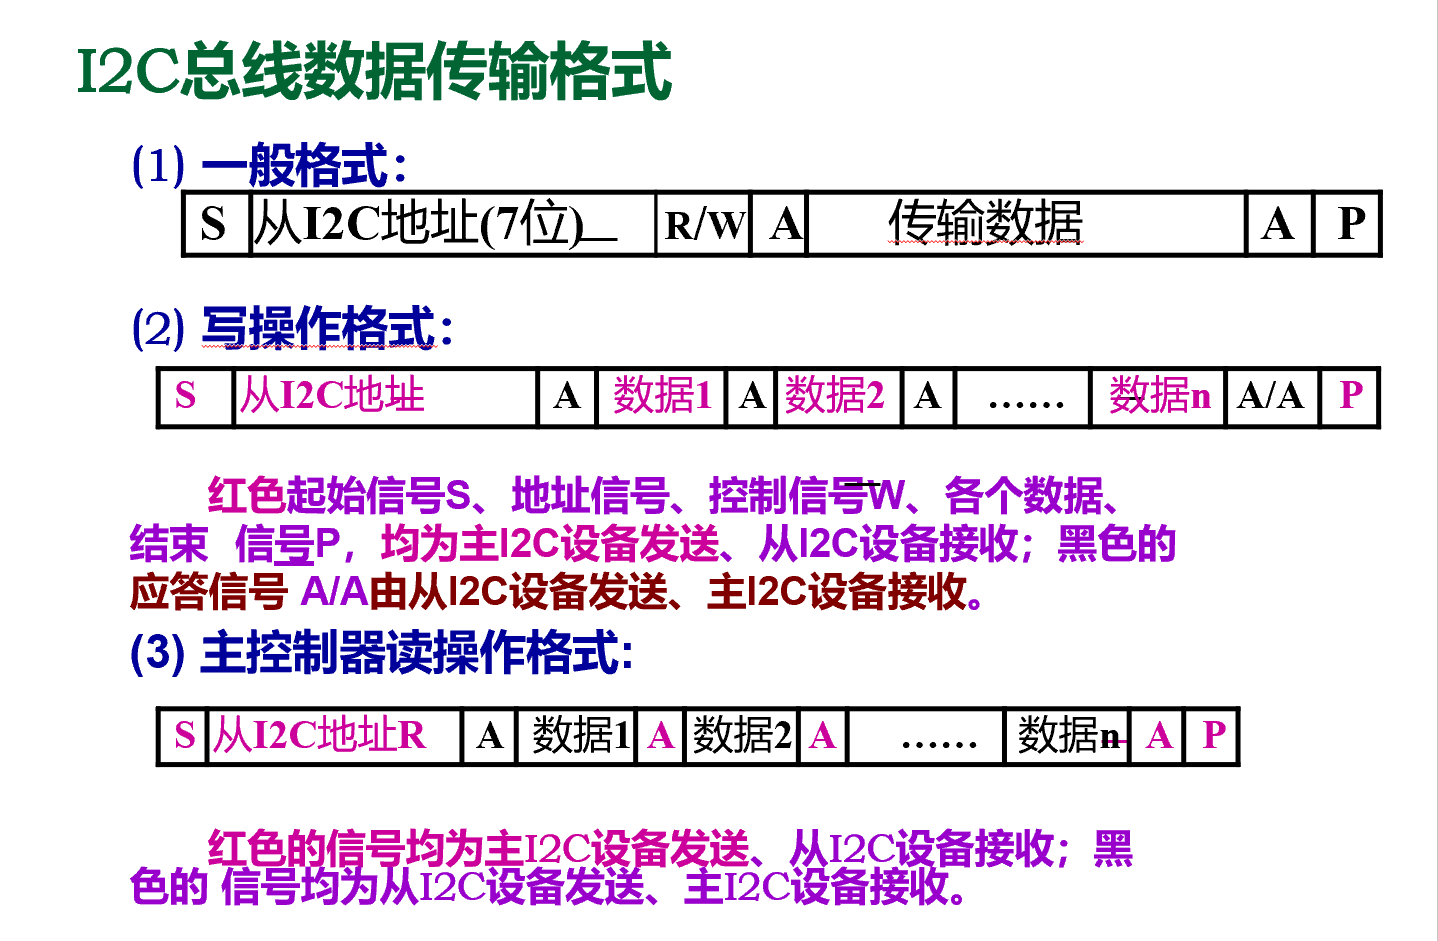 I2C总线数据传输格式
(1) 一般格式：
S 从I2C地址(7位) R/W A 传输数据 A P
(2) 写操作格式：
S 从I2C地址 A 数据1 A 数据2 A …… 数据n A/A P
红色起始信号S、地址信号、控制信号W、各个数据、
结束 信号P，均为主I2C设备发送、从I2C设备接收；黑色的
应答信号 A/A由从I2C设备发送、主I2C设备接收。
(3) 主控制器读操作格式:
S 从I2C地址R A 数据1 A 数据2 A …… 数据n A P
红色的信号均为主I2C设备发送、从I2C设备接收；黑
色的 信号均为从I2C设备发送、主I2C设备接收。